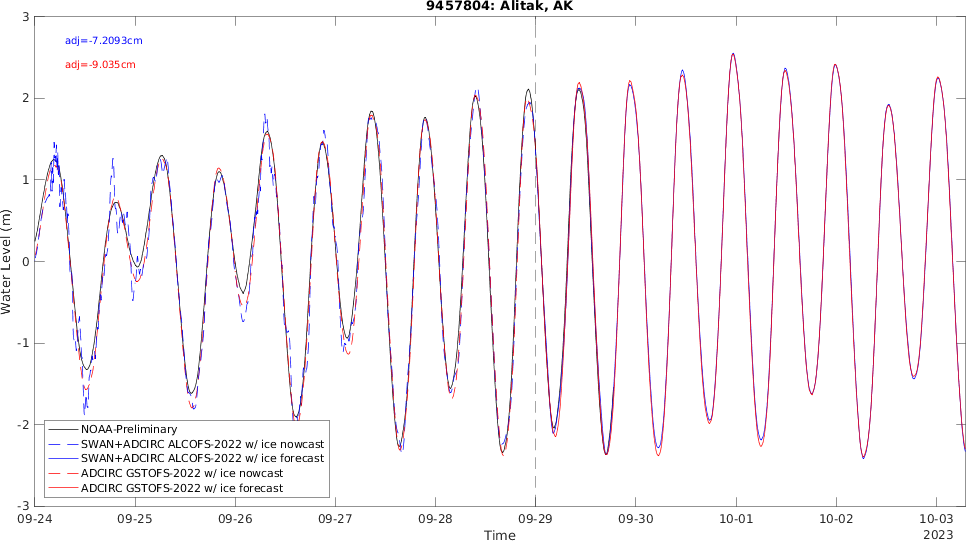 9457804: Alitak, AK
adj=-7.2093cm
adj=-9.035cm
Water Level (m)
3
2
1
0
-1
-2
-3
NOAA-Preliminary
SWAN+ADCIRC ALCOFS-2022 w/ ice nowcast
SWAN+ADCIRC ALCOFS-2022 w/ ice forecast
ADCIRC GSTOFS-2022 w/ ice nowcast
ADCIRC GSTOFS-2022 w/ ice forecast
09-24 09-25 09-26 09-27 09-28 09-29 09-30 10-01 10-02 10-03
2023
Time